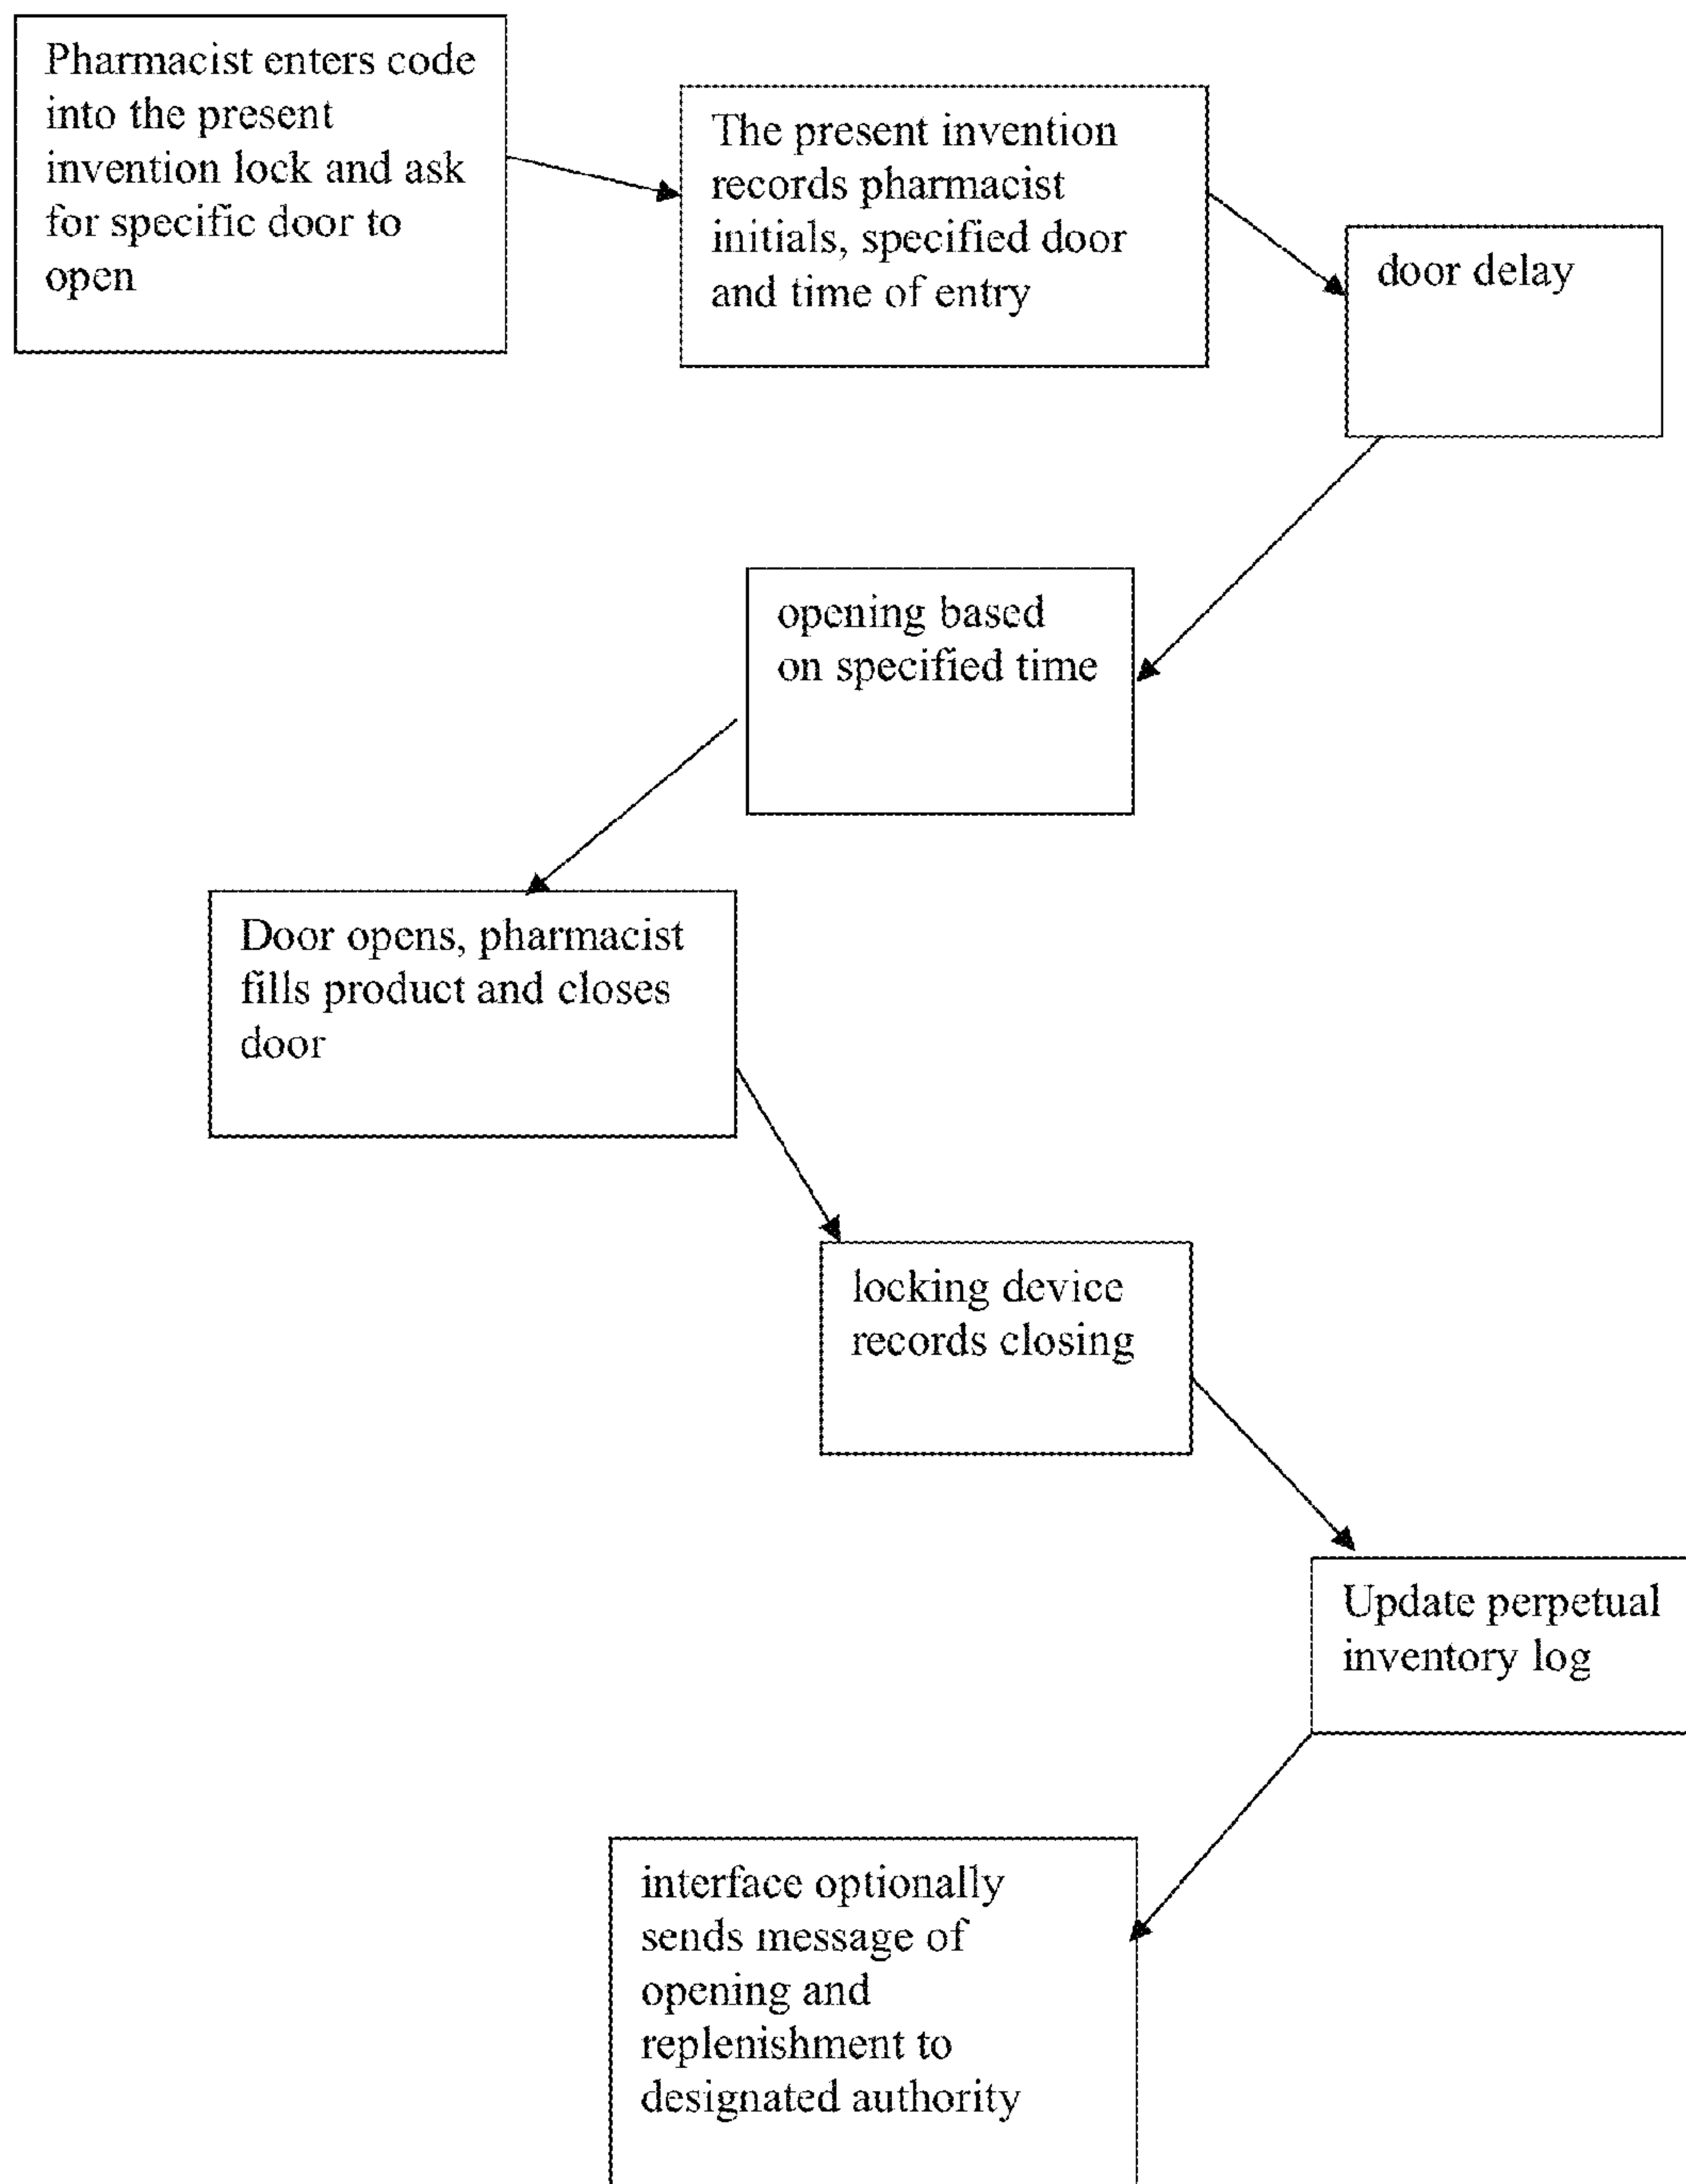 Pharmacist enters code
into the present
invention lock and ask
for specific door to
open
The present invention
records pharmacist
initials, specified door
and time of entry
door delay
opening based
on specified time
Door opens, pharmacist
fills product and closes
door
locking device
records closing
Update perpetual
inventory log
interface optionally
sends message of
opening and
replenishment to
designated authority